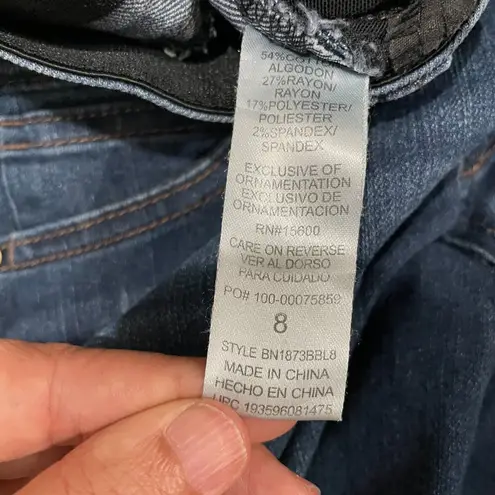 54% COTTON/
ALGODON
27%RAYON/
RAYON
17%POLYESTER/
POLIESTER
2%SPANDEX/
SPANDEX
EXCLUSIVE OF
ORNAMENTATION
EXCLUSIVO DE
ORNAMENTACION
RN#15600
CARE ON REVERSE
VER AL DORSO
PARA CUIDADO
PO# 100-00075859
8
STYLE BN1873BBL8
MADE IN CHINA
HECHO EN CHINA
UPC 193596081475